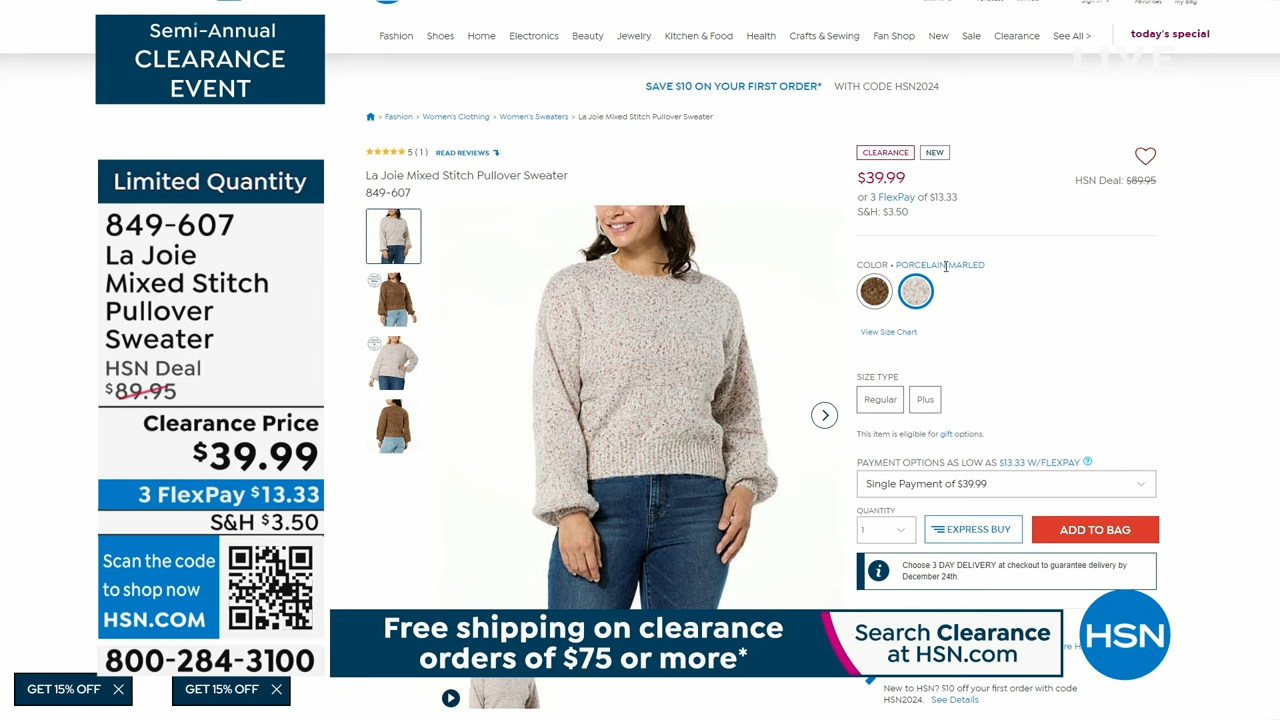 Semi-Annual
CLEARANCE
EVENT
Fashion Shoes Home Electronics Beauty Jewelry Kitchen & Food Health Crafts & Sewing Fan Shop New Sale Clearance See All >
today's special
LIVE
SAVE $10 ON YOUR FIRST ORDER* WITH CODE HSN2024
> Fashion > Women's Clothing > Women's Sweaters > La Joie Mixed Stitch Pullover Sweater
5 ( 1 ) READ REVIEWS
La Joie Mixed Stitch Pullover Sweater
849-607
CLEARANCE NEW
$39.99
HSN Deal: $89.95
or 3 FlexPay of $13.33
S&H: $3.50
COLOR • PORCELAIN MARLED
View Size Chart
SIZE TYPE
Regular Plus
This item is eligible for gift options.
PAYMENT OPTIONS AS LOW AS $13.33 W/FLEXPAY
Single Payment of $39.99
QUANTITY
1
EXPRESS BUY
ADD TO BAG
Choose 3 DAY DELIVERY at checkout to guarantee delivery by
December 24th.
New to HSN? $10 off your first order with code
HSN2024. See Details
Limited Quantity
849-607
La Joie
Mixed Stitch
Pullover
Sweater
HSN Deal
$89.95
Clearance Price
$39.99
3 FlexPay $13.33
S&H $3.50
Scan the code
to shop now
HSN.COM
800-284-3100
Free shipping on clearance
orders of $75 or more*
Search Clearance
at HSN.com
HSN
GET 15% OFF
GET 15% OFF